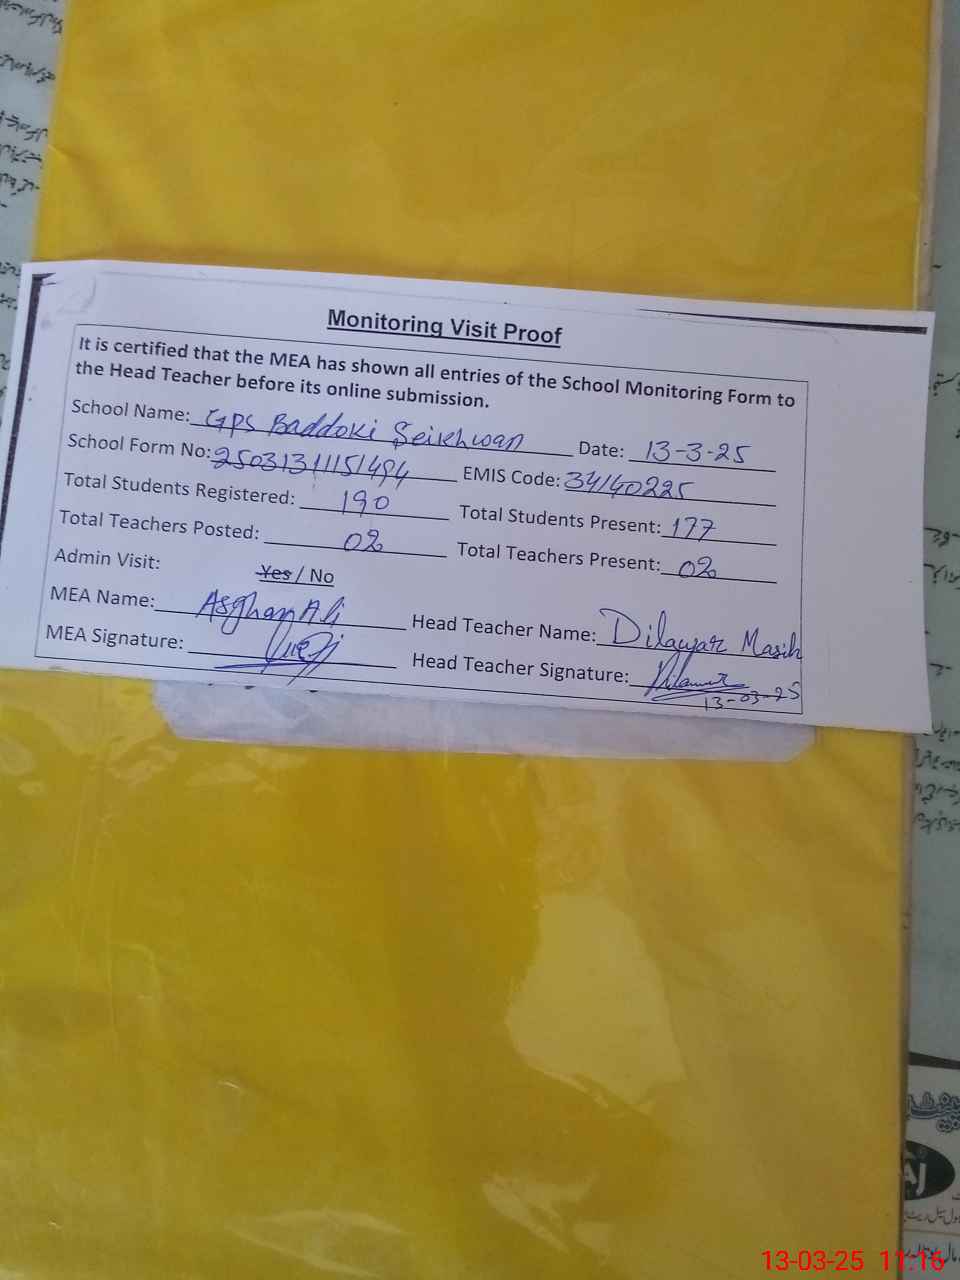 Monitoring Visit Proof
It is certified that the MEA has shown all entries of the School Monitoring Form to
the Head Teacher before its online submission.
School Name: GPS Baddoki Seikhwan Date: 13-3-25
School Form No: 25031311151494 EMIS Code: 34140225
Total Students Registered: 190 Total Students Present: 177
Total Teachers Posted: 02 Total Teachers Present: 02
Admin Visit: Yes / No
MEA Name: Asghar Ali Head Teacher Name: Dilawar Masih
MEA Signature: Head Teacher Signature:
13-03-25
AJ
13-03-25 11:16